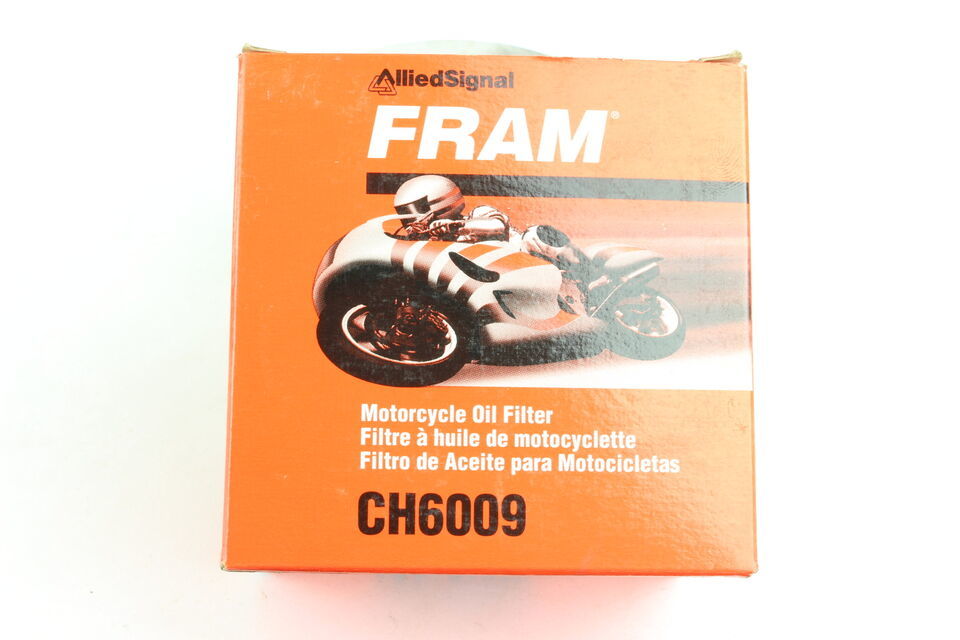 AlliedSignal
FRAM®
Motorcycle Oil Filter
Filtre à huile de motocyclette
Filtro de Aceite para Motocicletas
CH6009